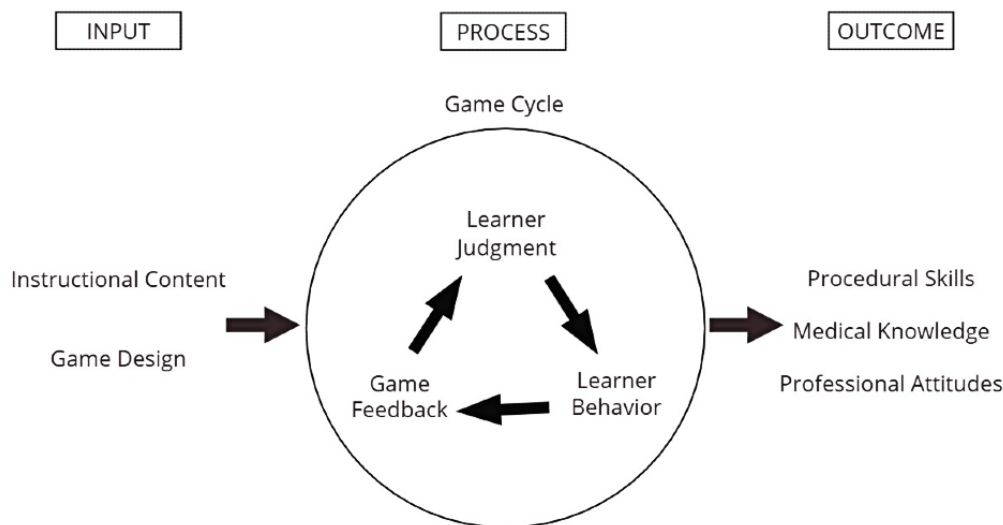 INPUT
PROCESS
OUTCOME
Game Cycle
Instructional Content
Game Design
Learner
Judgment
Learner
Behavior
Game
Feedback
Procedural Skills
Medical Knowledge
Professional Attitudes